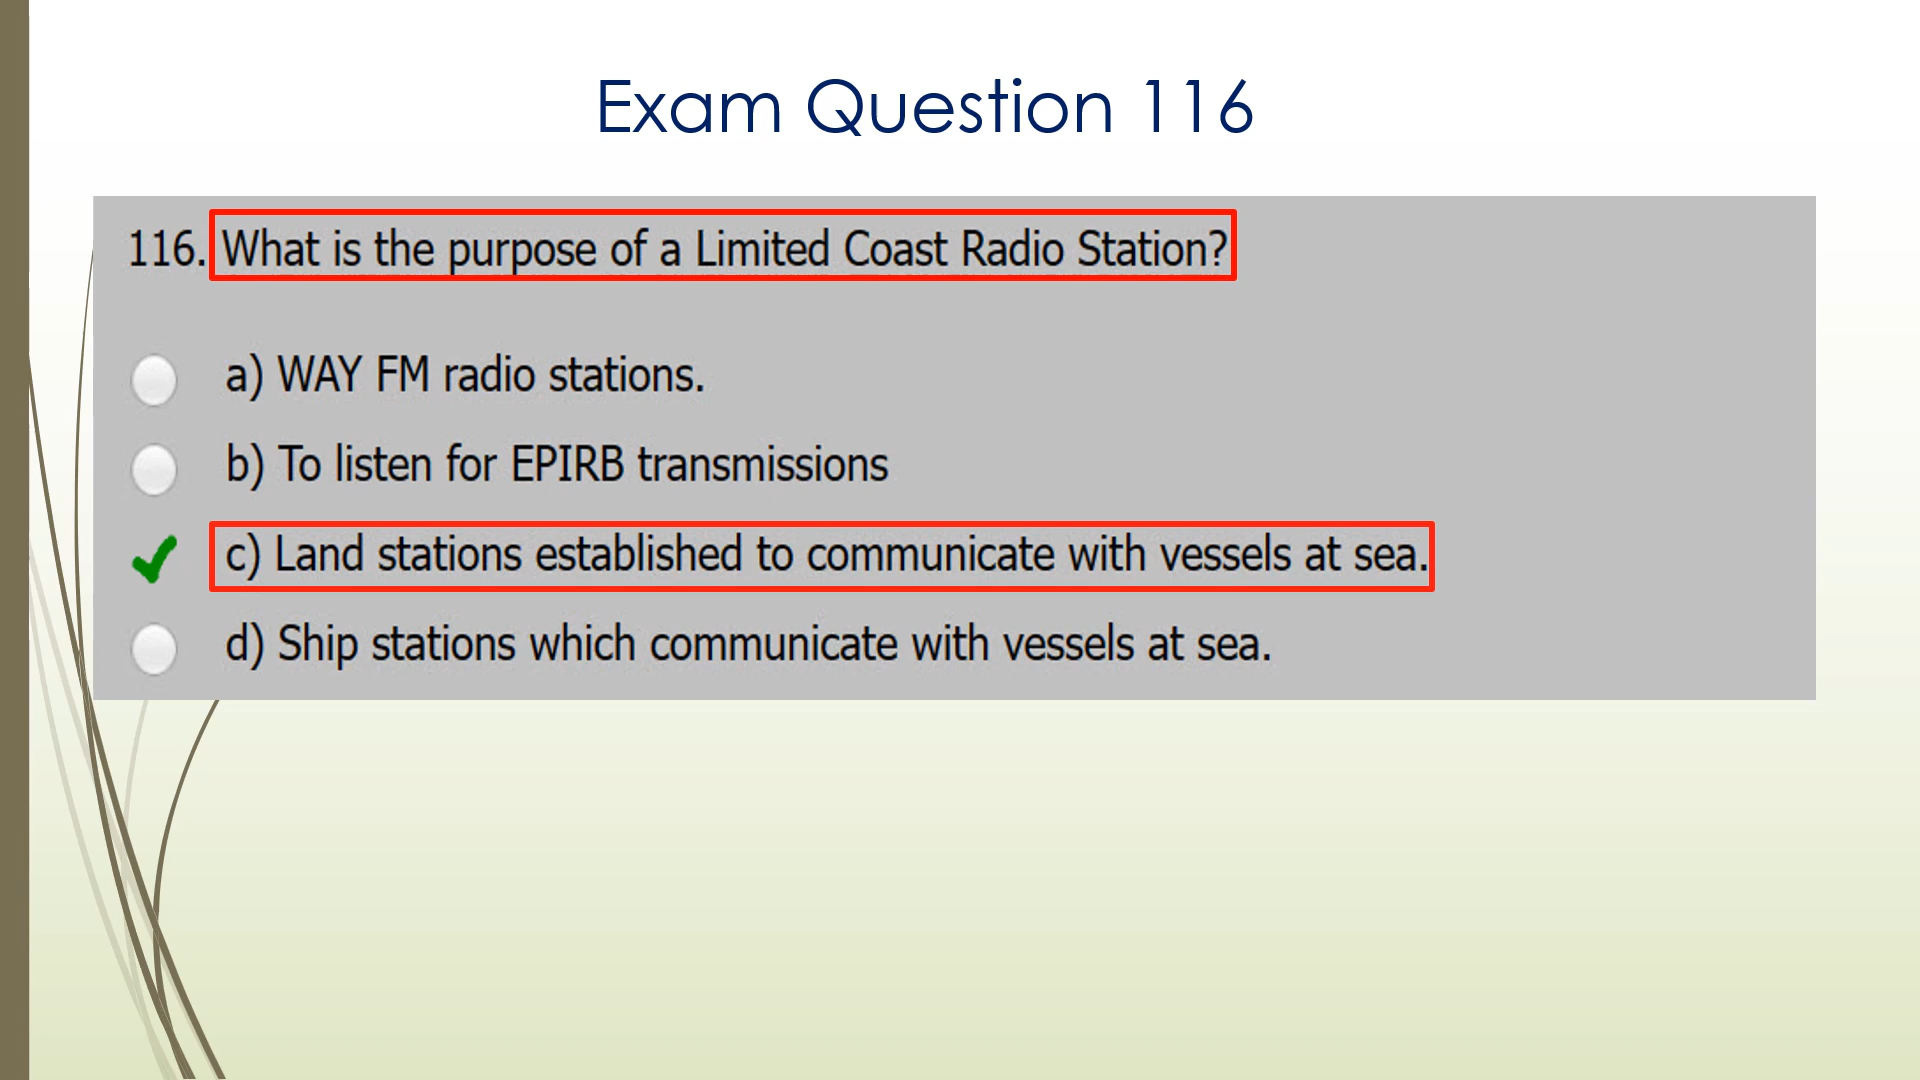 Exam Question 116
116. What is the purpose of a Limited Coast Radio Station?
a) WAY FM radio stations.
b) To listen for EPIRB transmissions
c) Land stations established to communicate with vessels at sea.
d) Ship stations which communicate with vessels at sea.